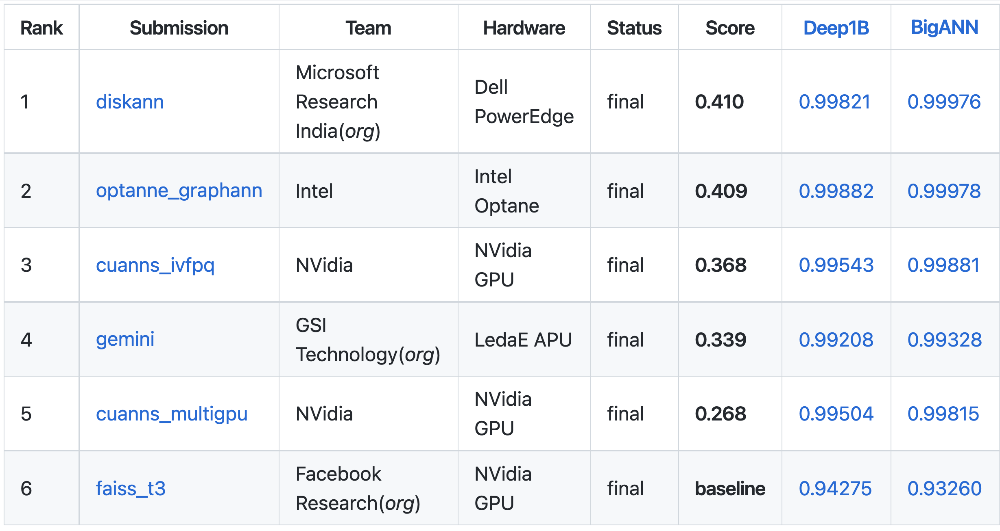 Rank Submission Team Hardware Status Score Deep1B BigANN
1 diskann Microsoft Research India(org) Dell PowerEdge final 0.410 0.99821 0.99976
2 optanne_graphann Intel Intel Optane final 0.409 0.99882 0.99978
3 cuanns_ivfpq NVidia NVidia GPU final 0.368 0.99543 0.99881
4 gemini GSI Technology(org) LedaE APU final 0.339 0.99208 0.99328
5 cuanns_multigpu NVidia NVidia GPU final 0.268 0.99504 0.99815
6 faiss_t3 Facebook Research(org) NVidia GPU final baseline 0.94275 0.93260